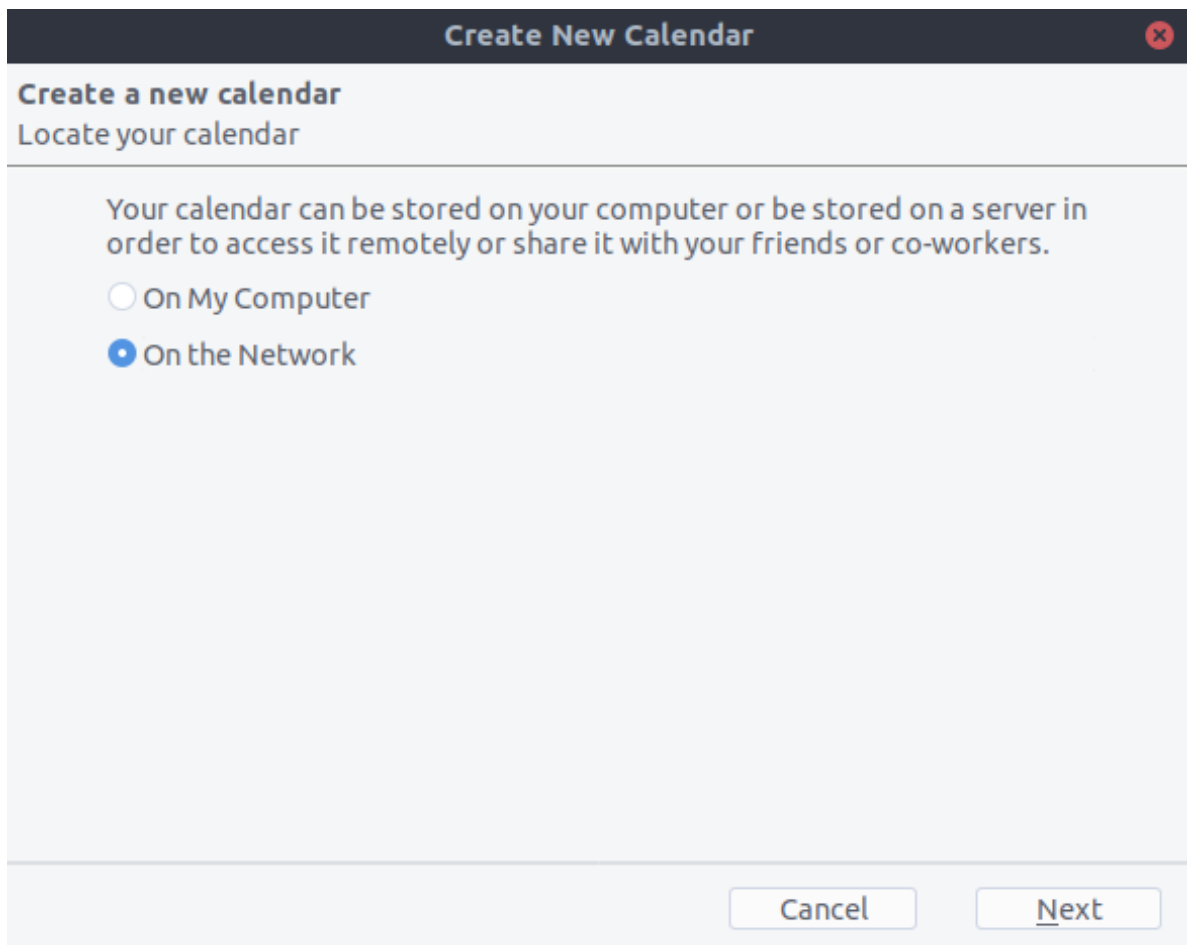 Create New Calendar
Create a new calendar
Locate your calendar
Your calendar can be stored on your computer or be stored on a server in
order to access it remotely or share it with your friends or co-workers.
On My Computer
On the Network
Cancel
Next